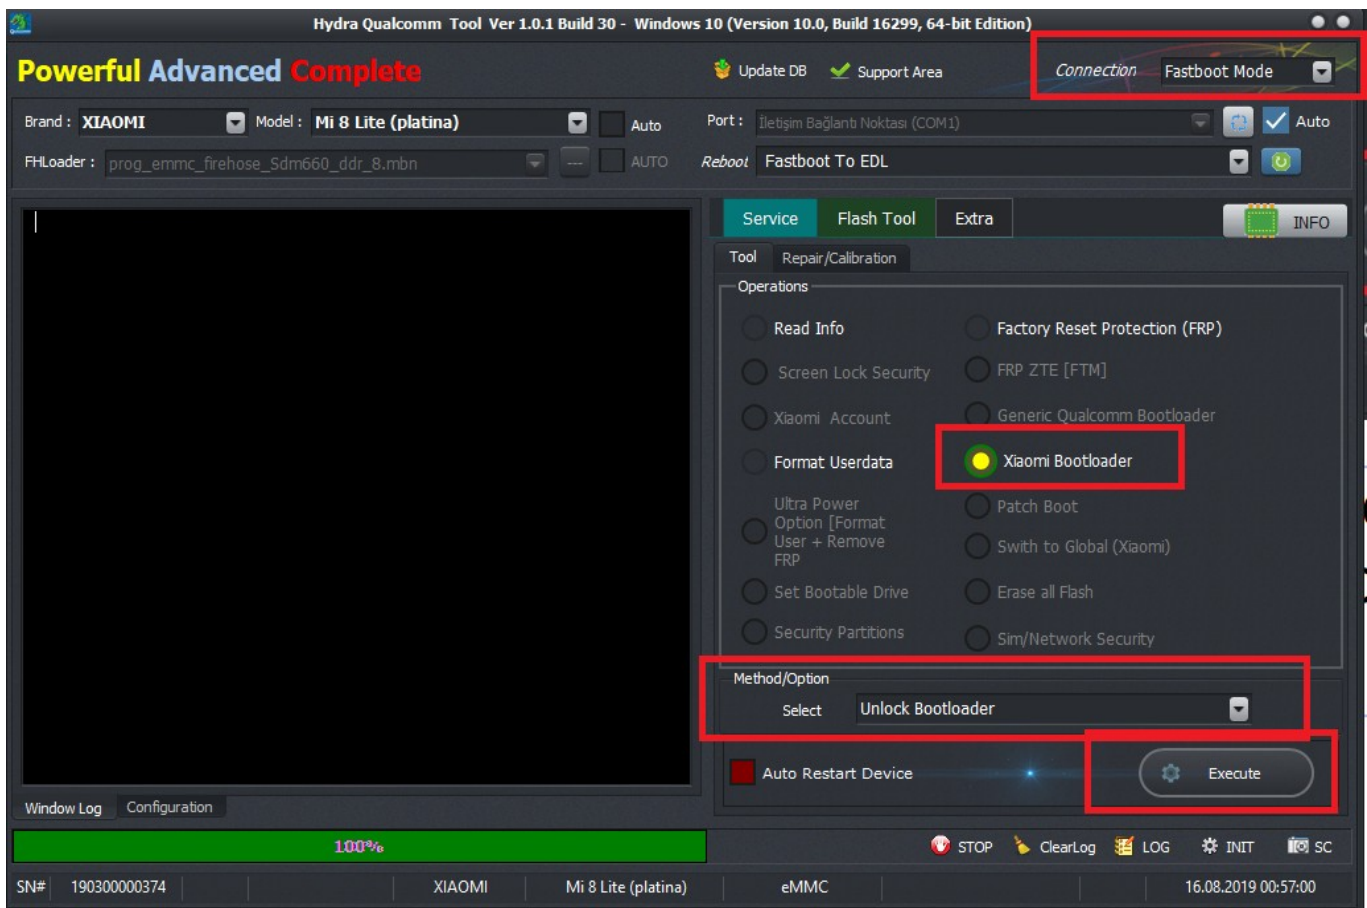 Hydra Qualcomm Tool Ver 1.0.1 Build 30 - Windows 10 (Version 10.0, Build 16299, 64-bit Edition)
Powerful Advanced Complete
Update DB Support Area Connection Fastboot Mode
Brand : XIAOMI Model : Mi 8 Lite (platina) Auto Port : İletişim Bağlantı Noktası (COM1) Auto
FHLoader : prog_emmc_firehose_Sdm660_ddr_8.mbn --- AUTO Reboot Fastboot To EDL
Service Flash Tool Extra INFO
Tool Repair/Calibration
Operations
Read Info Factory Reset Protection (FRP)
Screen Lock Security FRP ZTE [FTM]
Xiaomi Account Generic Qualcomm Bootloader
Format Userdata Xiaomi Bootloader
Ultra Power
Option [Format
User + Remove
FRP
Patch Boot
Swith to Global (Xiaomi)
Set Bootable Drive Erase all Flash
Security Partitions Sim/Network Security
Method/Option
Select Unlock Bootloader
Auto Restart Device Execute
Window Log Configuration
100% STOP ClearLog LOG INIT SC
SN# 190300000374 XIAOMI Mi 8 Lite (platina) eMMC 16.08.2019 00:57:00